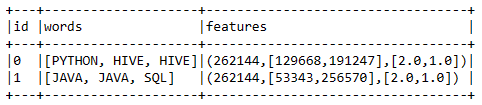 +---+--------------------+----------------------------------+
|id |words               |features                          |
+---+--------------------+----------------------------------+
|0  |[PYTHON, HIVE, HIVE]|(262144,[129668,191247],[2.0,1.0])|
|1  |[JAVA, JAVA, SQL]   |(262144,[53343,256570],[2.0,1.0]) |
+---+--------------------+----------------------------------+